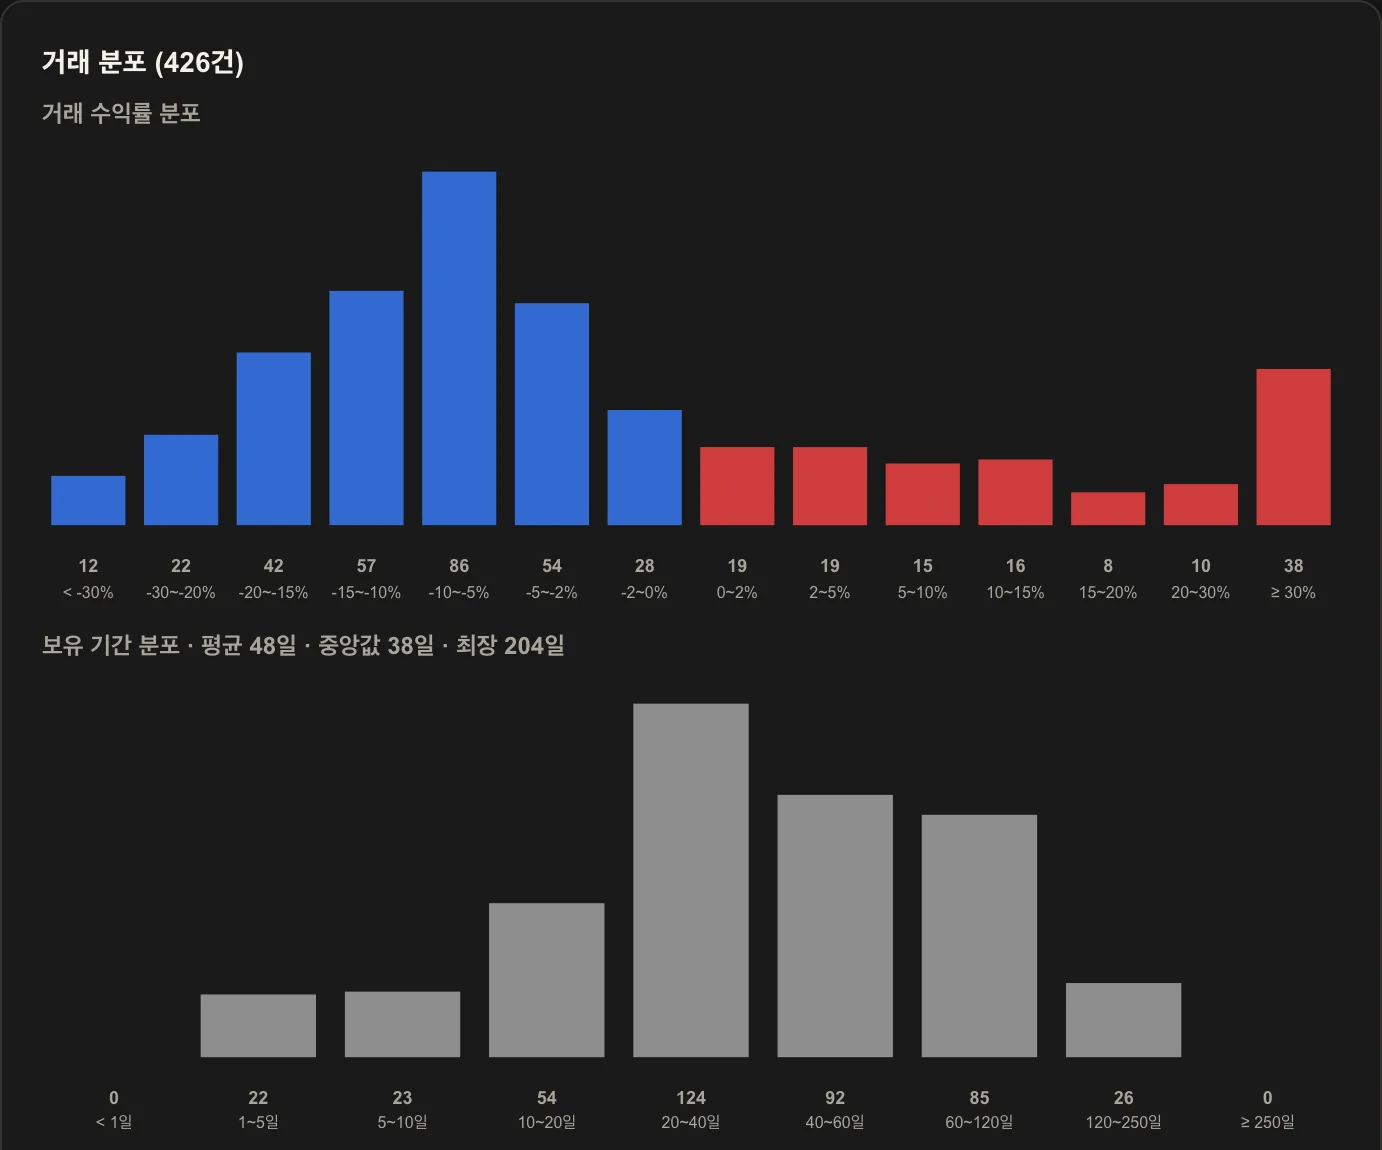 거래 분포 (426건)
거래 수익률 분포
12 22 42 57 86 54 28 19 19 15 16 8 10 38
< -30% -30~-20% -20~-15% -15~-10% -10~-5% -5~-2% -2~0% 0~2% 2~5% 5~10% 10~15% 15~20% 20~30% ≥ 30%
보유 기간 분포 · 평균 48일 · 중앙값 38일 · 최장 204일
0 22 23 54 124 92 85 26 0
< 1일 1~5일 5~10일 10~20일 20~40일 40~60일 60~120일 120~250일 ≥ 250일